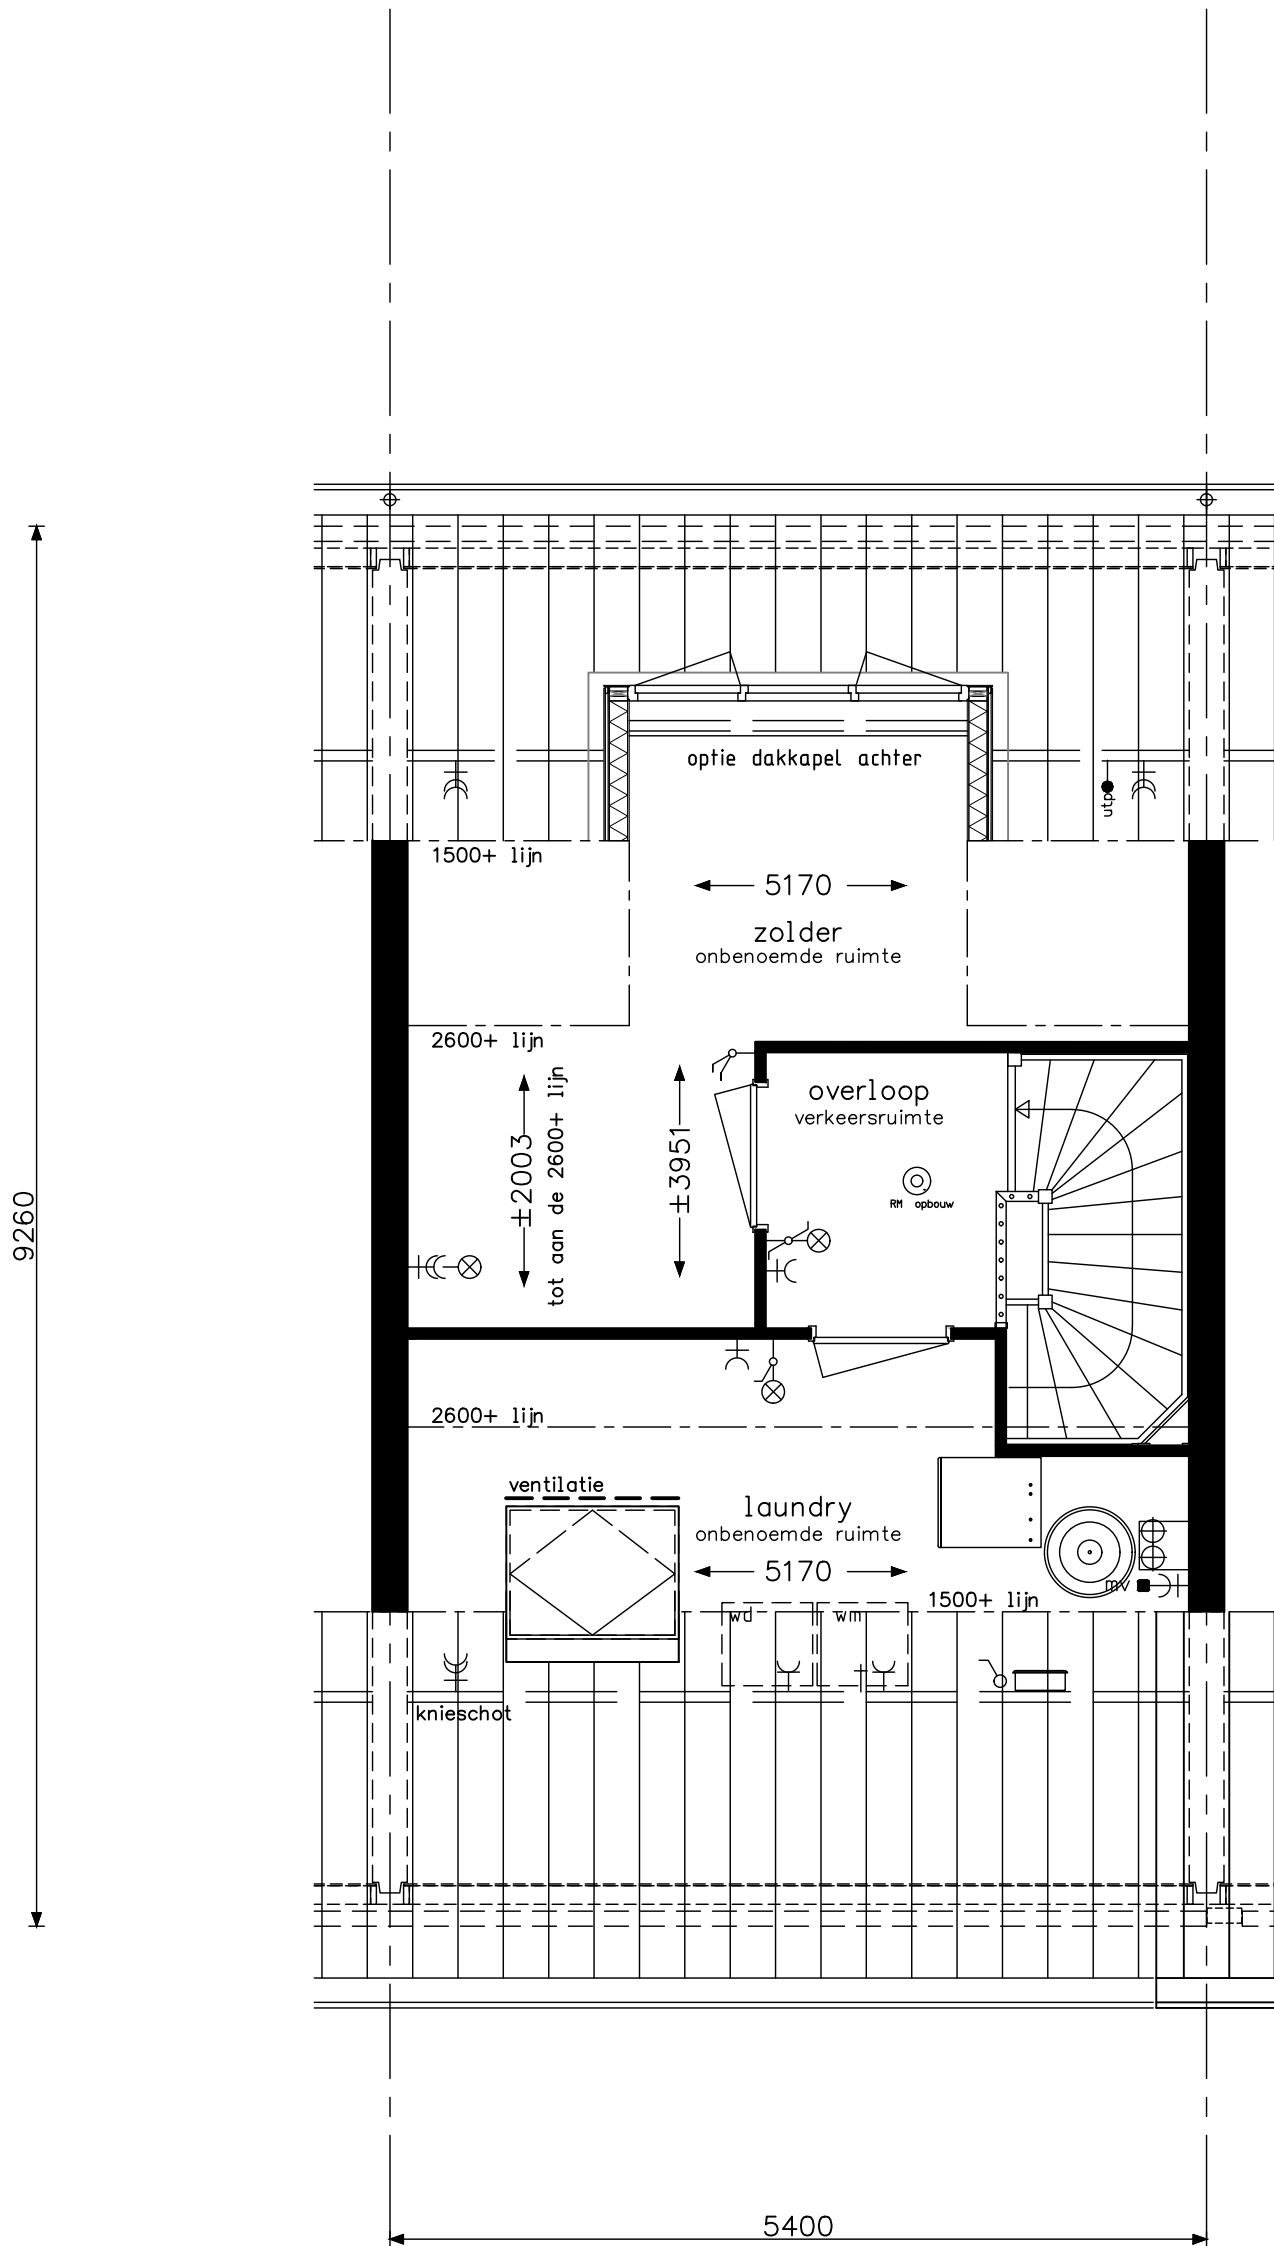 optie dakkapel achter
utp
1500+ lijn
5170
zolder
onbenoemde ruimte
2600+ lijn
±2003
tot aan de 2600+ lijn
±3951
overloop
verkeersruimte
RM opbouw
9260
2600+ lijn
ventilatie
laundry
onbenoemde ruimte
5170
mv
1500+ lijn
wd
wm
knieschot
5400